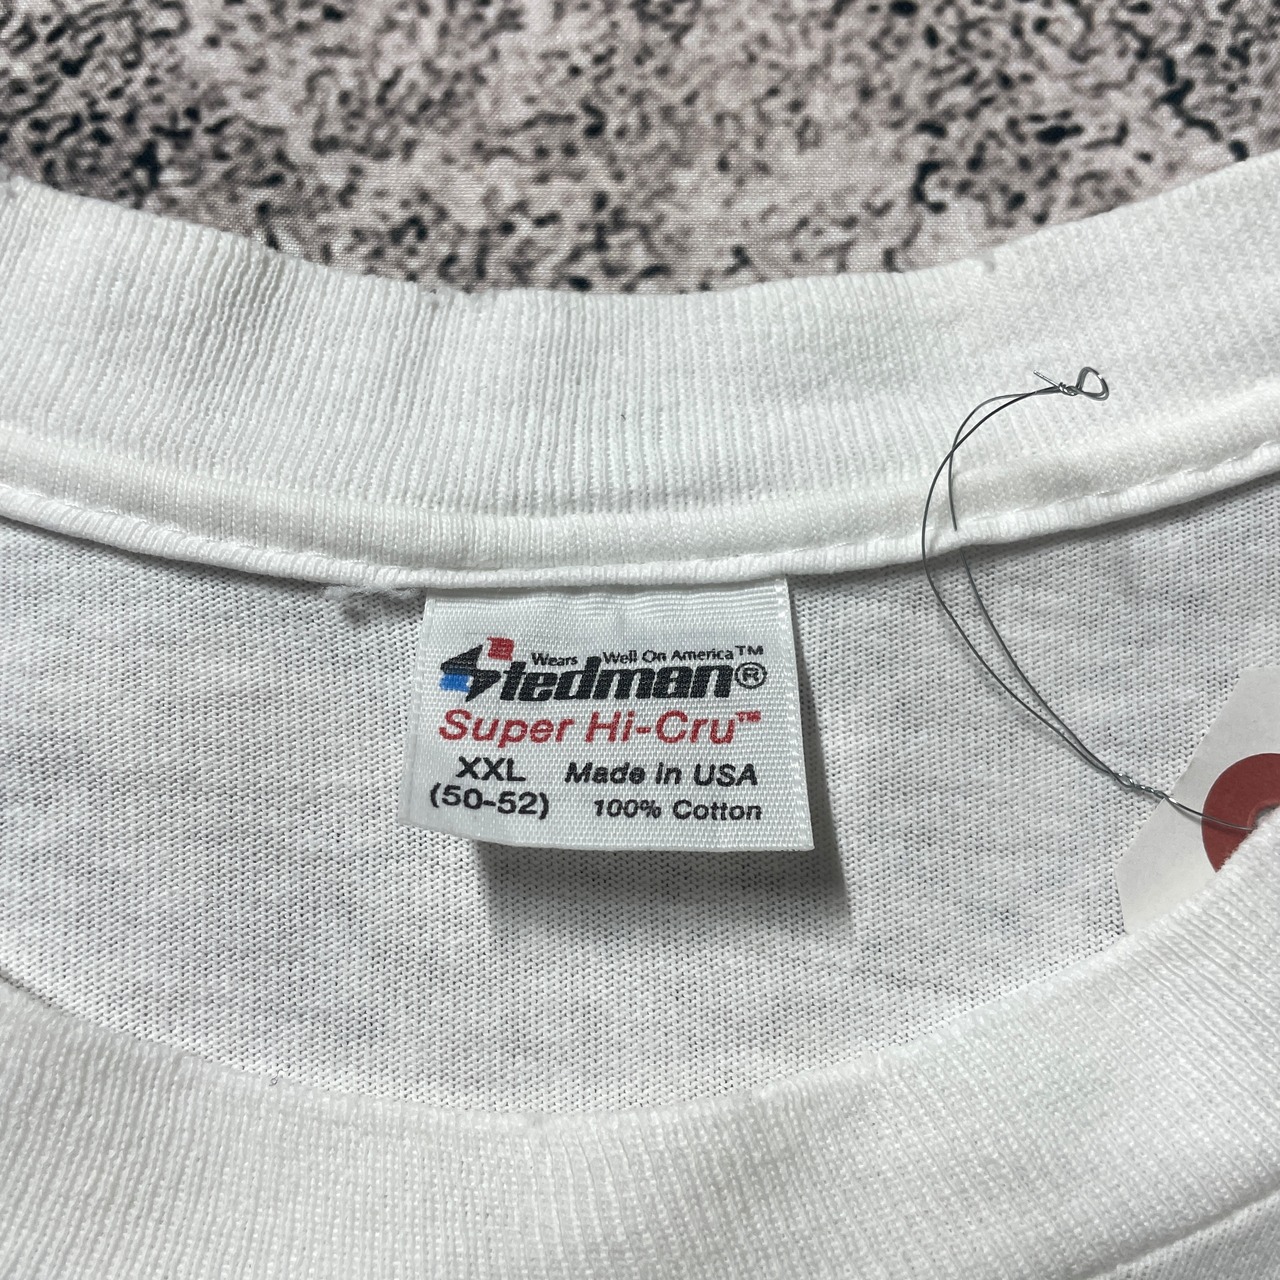 Wears Well On America™
Stedman®
Super Hi-Cru™
XXL Made in USA
(50-52) 100% Cotton